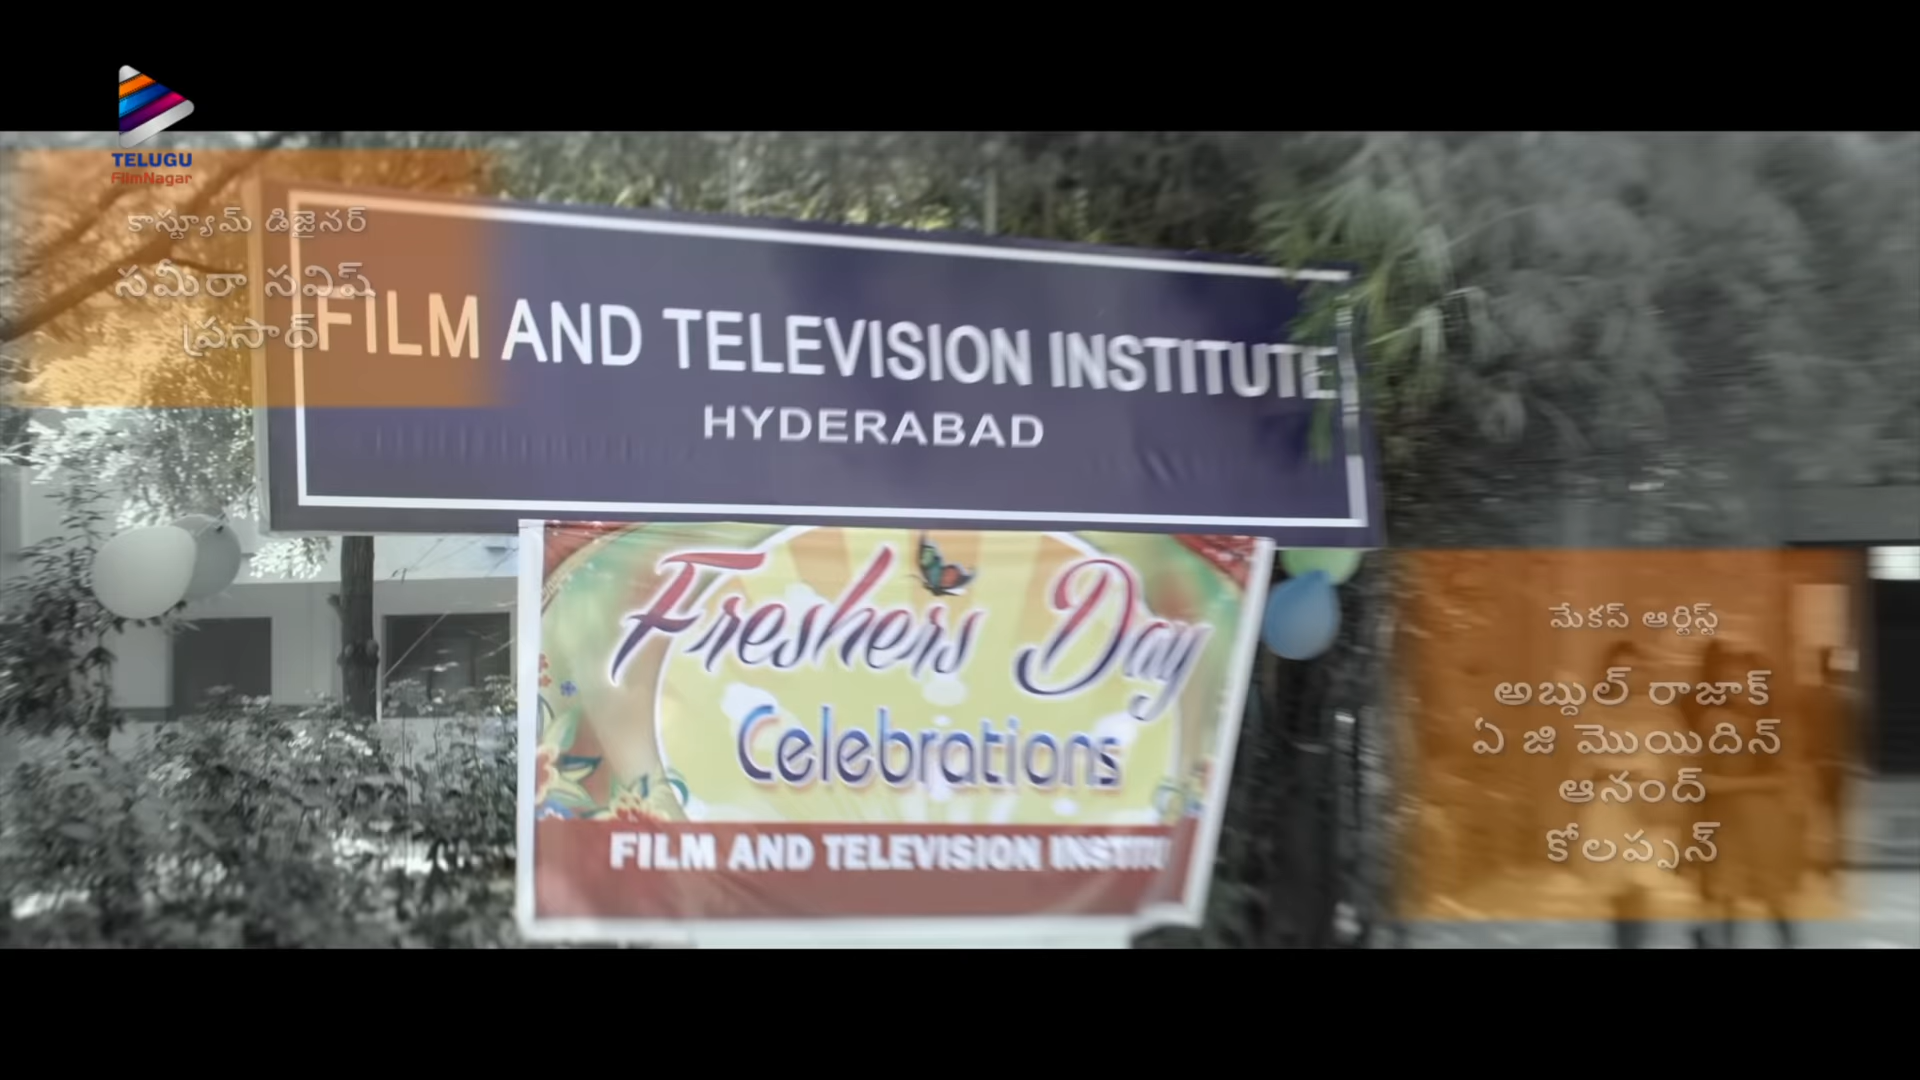 TELUGU
FilmNagar
కాస్ట్యూమ్ డిజైనర్
సమీరా సనిష్
ప్రసాద్
FILM AND TELEVISION INSTITUTE
HYDERABAD
Freshers Day
Celebrations
FILM AND TELEVISION INSTITU
మేకప్ ఆర్టిస్ట్
అబ్దుల్ రాజాక్
ఏ జి మొయిదిన్
ఆనంద్
కోలప్పన్